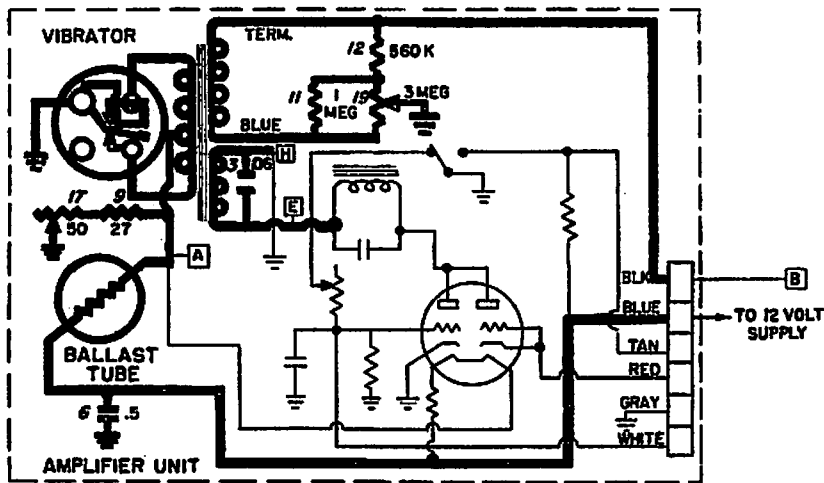 VIBRATOR
TERM.
12
560 K
11
1
MEG
19
3 MEG
BLUE
H
3
.06
E
17
9
50
27
A
BLK
B
BLUE
TO 12 VOLT
SUPPLY
BALLAST
TUBE
TAN
RED
6
.5
GRAY
WHITE
AMPLIFIER UNIT